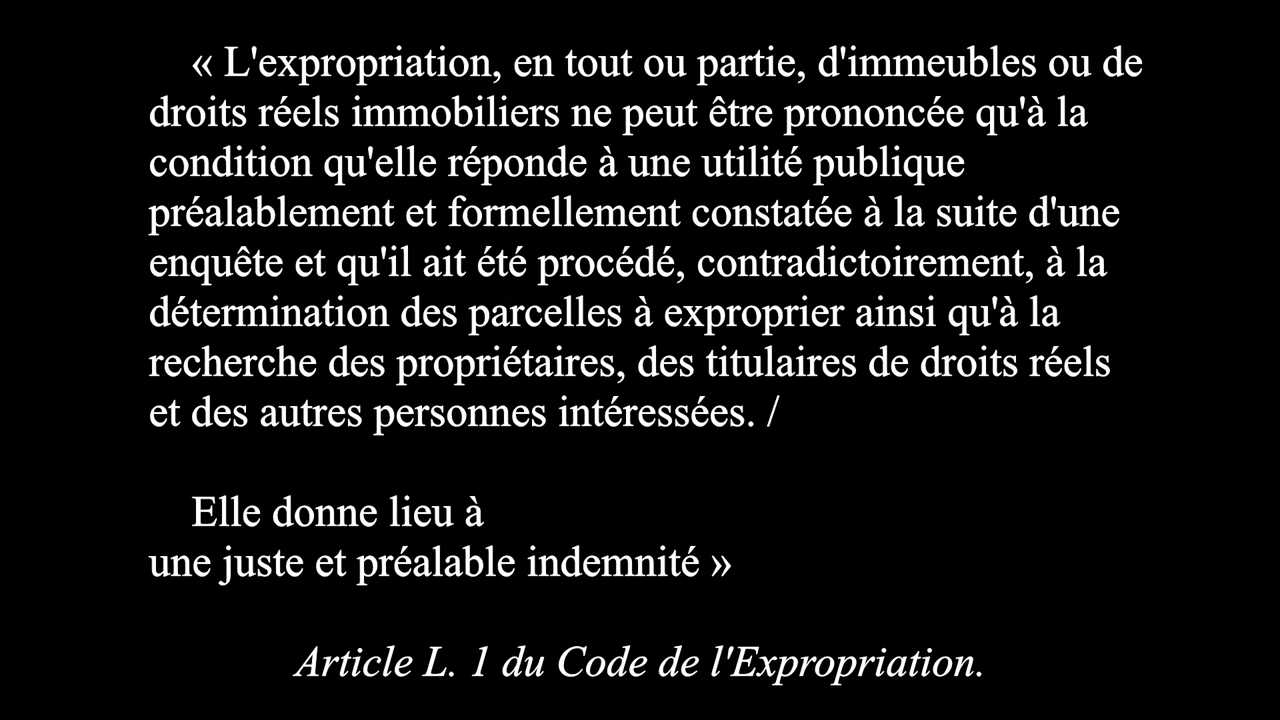 « L'expropriation, en tout ou partie, d'immeubles ou de
droits réels immobiliers ne peut être prononcée qu'à la
condition qu'elle réponde à une utilité publique
préalablement et formellement constatée à la suite d'une
enquête et qu'il ait été procédé, contradictoirement, à la
détermination des parcelles à exproprier ainsi qu'à la
recherche des propriétaires, des titulaires de droits réels
et des autres personnes intéressées. /
Elle donne lieu à
une juste et préalable indemnité »
Article L. 1 du Code de l'Expropriation.